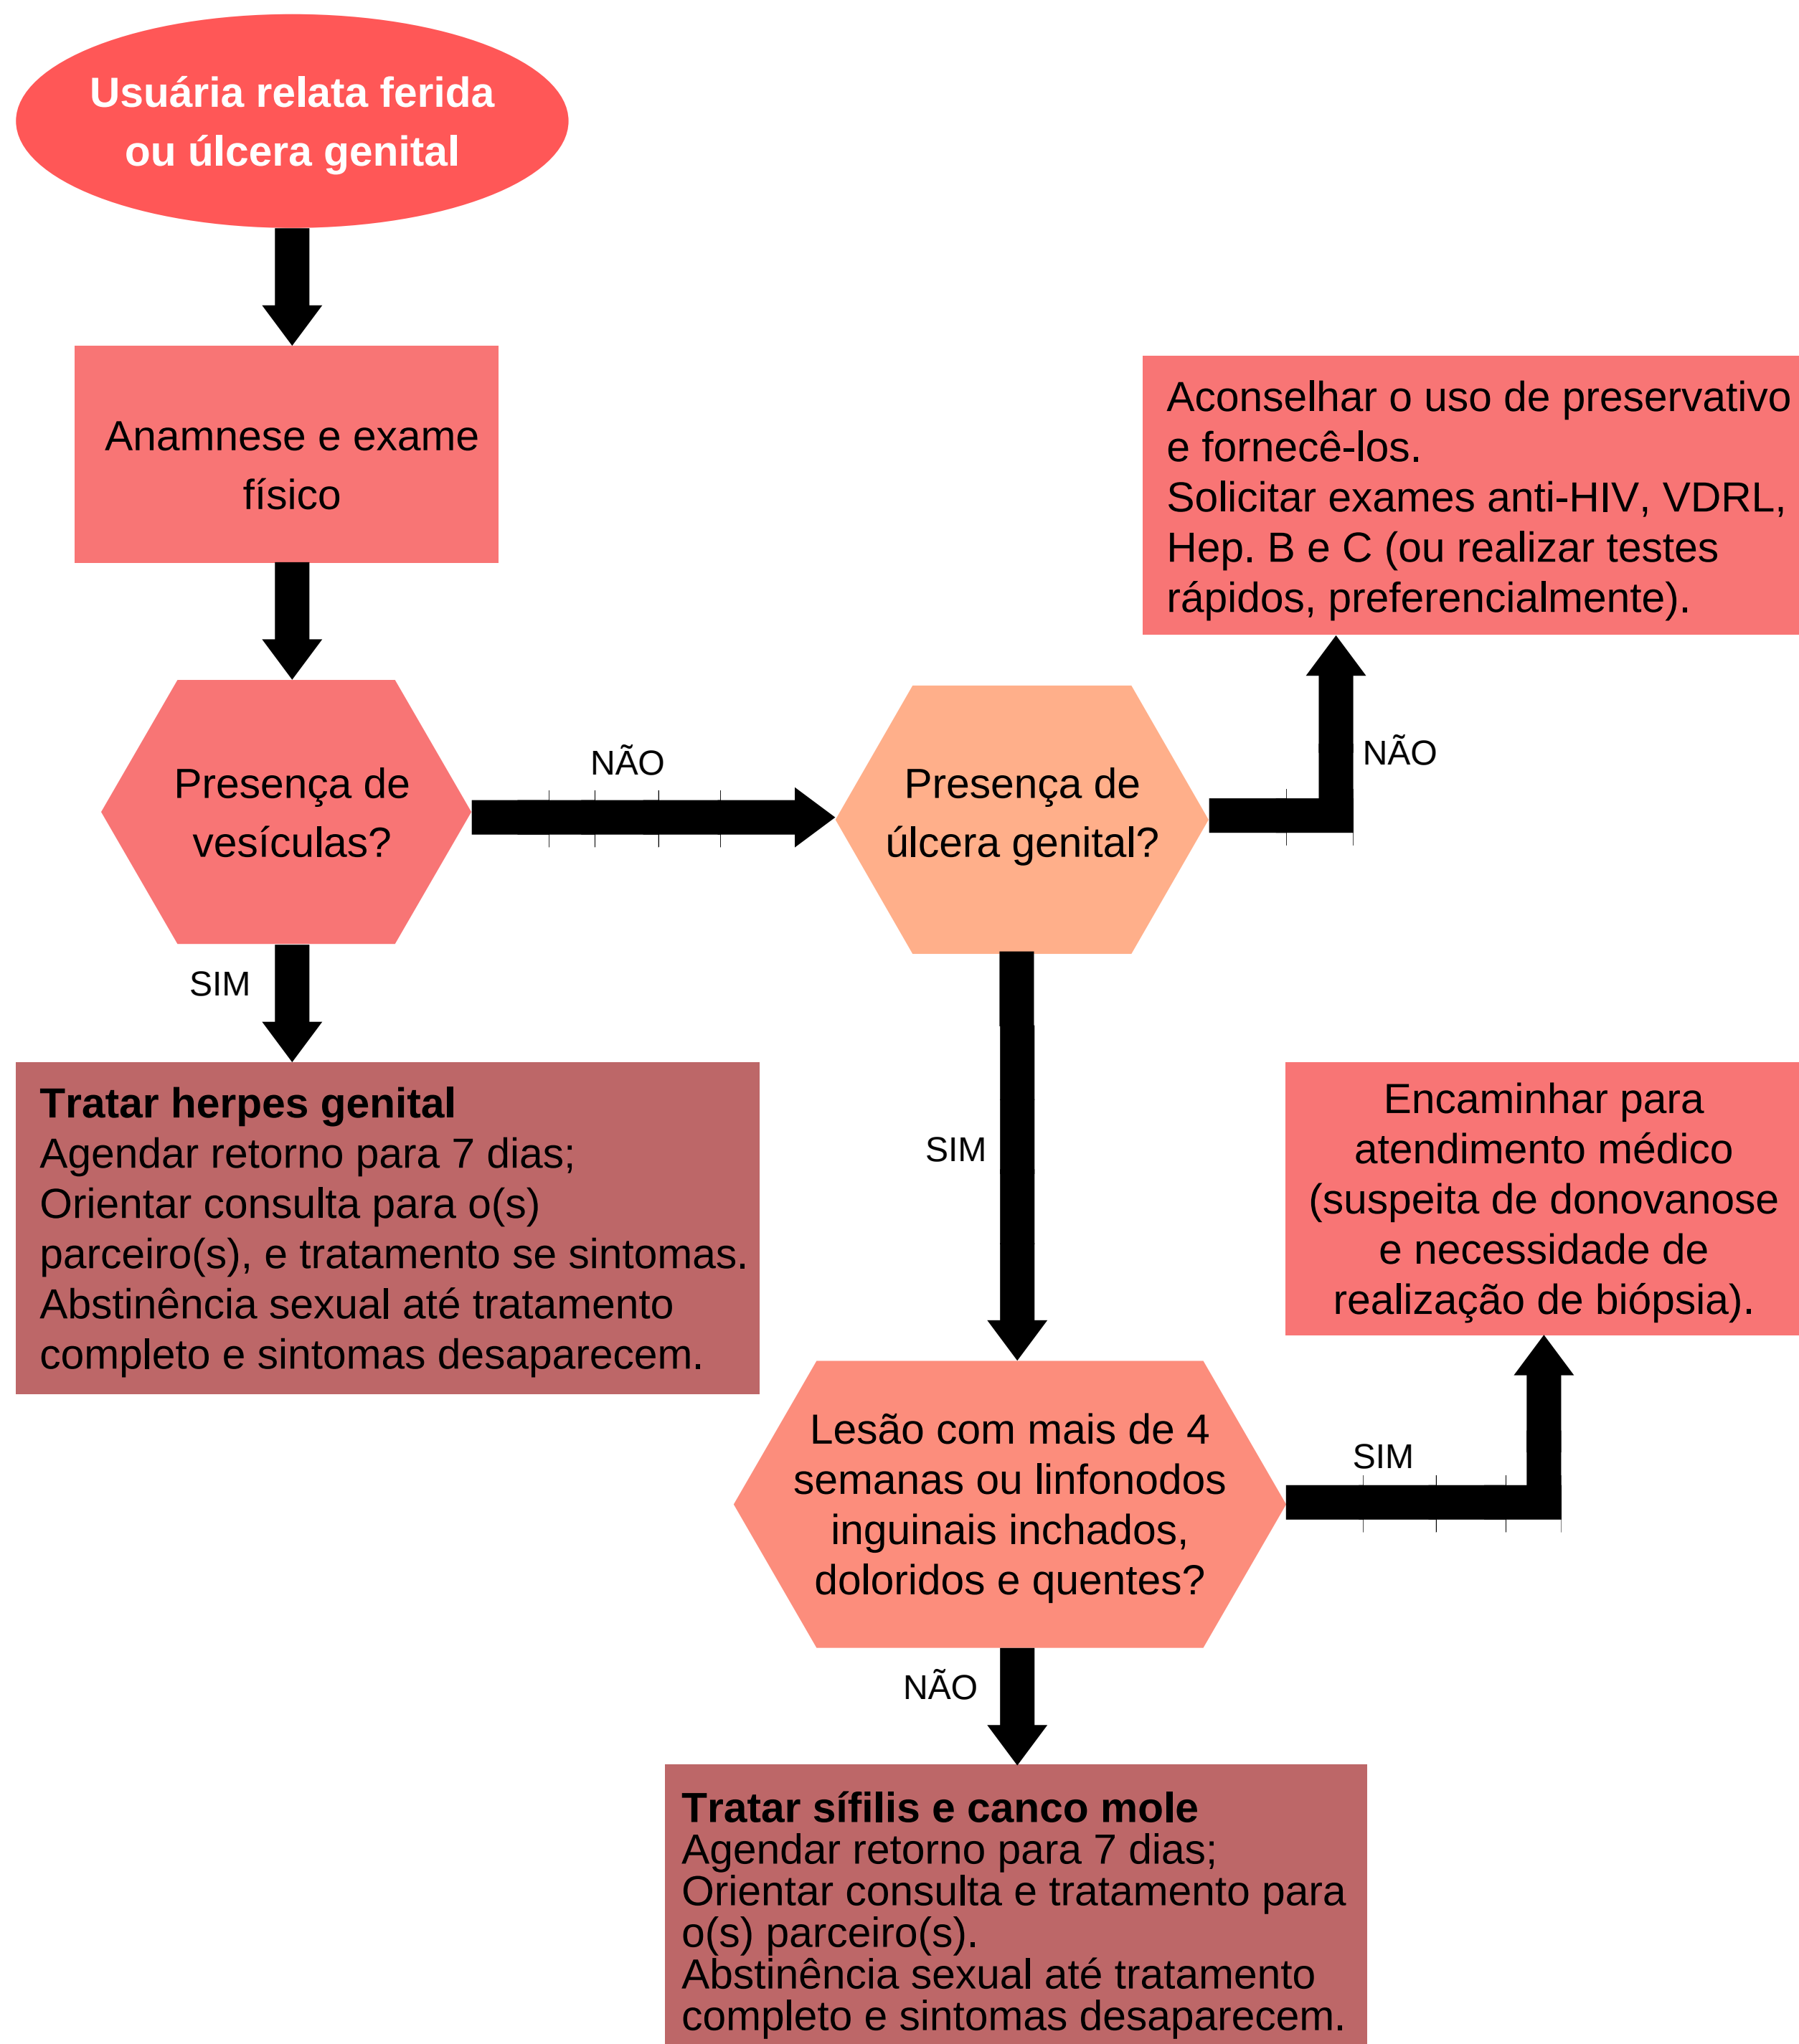 Usuária relata ferida
ou úlcera genital
Anamnese e exame
físico
Aconselhar o uso de preservativo
e fornecê-los.
Solicitar exames anti-HIV, VDRL,
Hep. B e C (ou realizar testes
rápidos, preferencialmente).
Presença de
vesículas?
NÃO
Presença de
úlcera genital?
NÃO
SIM
Tratar herpes genital
Agendar retorno para 7 dias;
Orientar consulta para o(s)
parceiro(s), e tratamento se sintomas.
Abstinência sexual até tratamento
completo e sintomas desaparecem.
SIM
Encaminhar para
atendimento médico
(suspeita de donovanose
e necessidade de
realização de biópsia).
Lesão com mais de 4
semanas ou linfonodos
inguinais inchados,
doloridos e quentes?
SIM
NÃO
Tratar sífilis e canco mole
Agendar retorno para 7 dias;
Orientar consulta e tratamento para
o(s) parceiro(s).
Abstinência sexual até tratamento
completo e sintomas desaparecem.